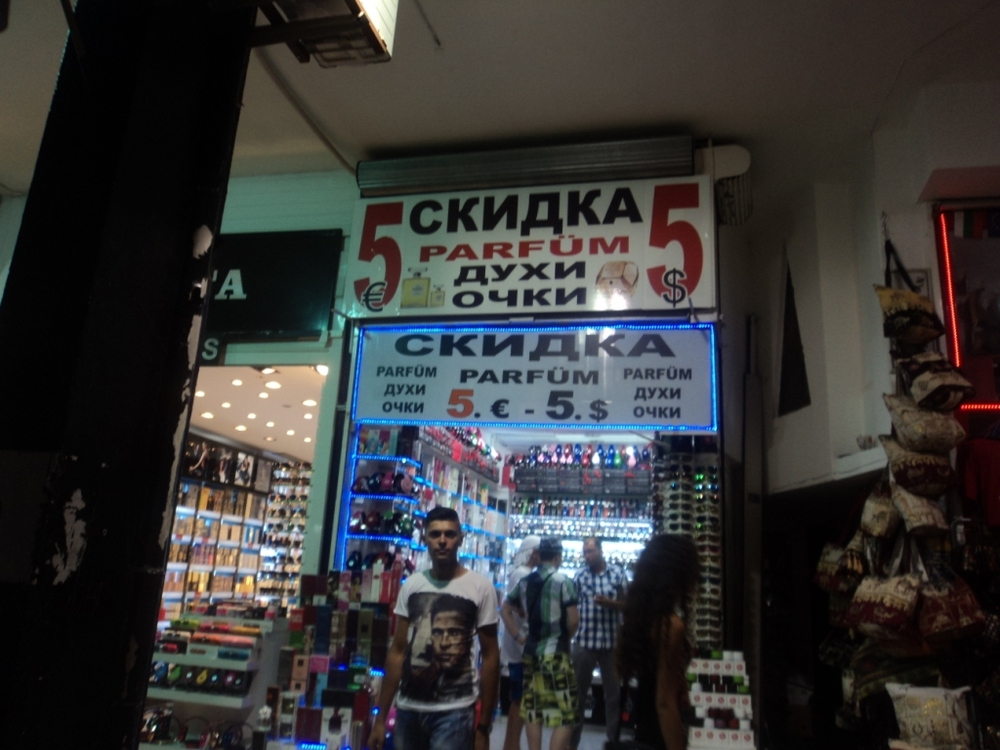 5 € СКИДКА 5 $
PARFÜM
ДУХИ
ОЧКИ
СКИДКА
PARFÜM PARFÜM PARFÜM
ДУХИ 5. € - 5. $ ДУХИ
ОЧКИ ОЧКИ